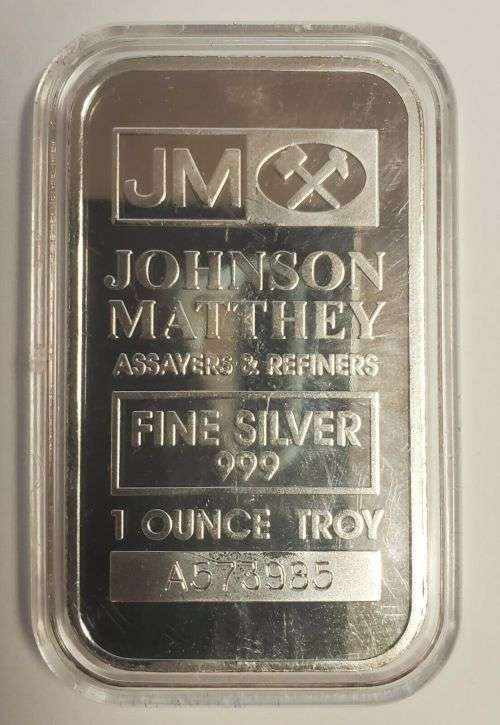 JM
JOHNSON
MATTHEY
ASSAYERS & REFINERS
FINE SILVER
999
1 OUNCE TROY
A573985